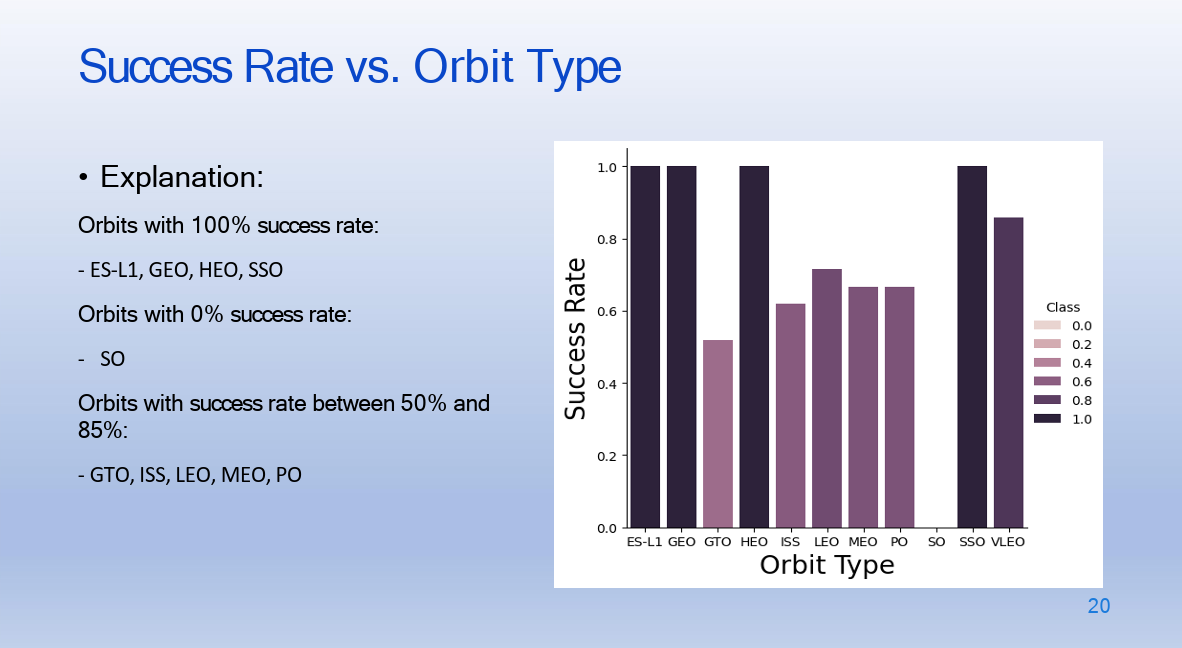 Success Rate vs. Orbit Type
• Explanation:
Orbits with 100% success rate:
- ES-L1, GEO, HEO, SSO
Orbits with 0% success rate:
- SO
Orbits with success rate between 50% and
85%:
- GTO, ISS, LEO, MEO, PO
Success Rate
1.0
0.8
0.6
0.4
0.2
0.0
ES-L1 GEO GTO HEO ISS LEO MEO PO SO SSO VLEO
Orbit Type
Class
0.0
0.2
0.4
0.6
0.8
1.0
20